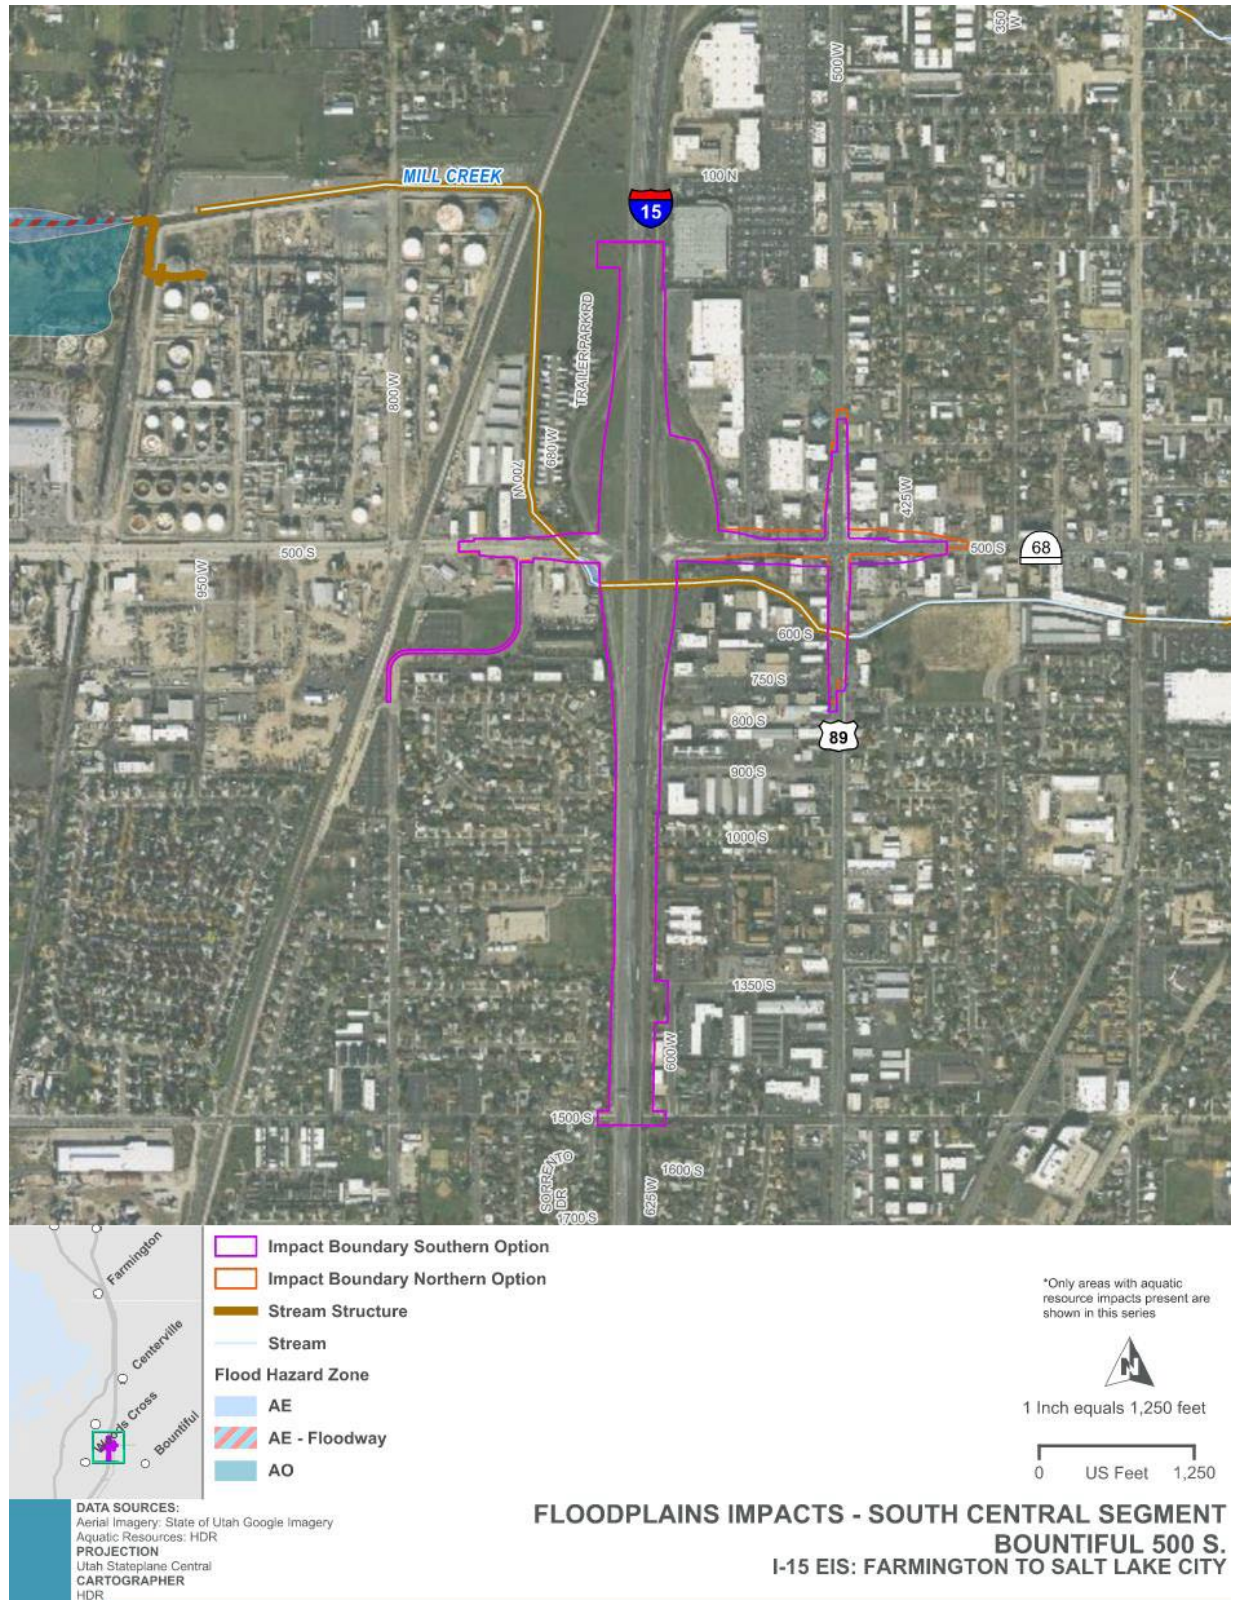 350 W
500 W
MILL CREEK
100 N
15
TRAILER PARK RD
800 W
680 W
700 W
425 W
500 S
500 S
68
950 W
600 S
750 S
800 S
89
900 S
1000 S
1350 S
600 W
1500 S
SORRENTO DR
1600 S
625 W
1700 S
Farmington
Centerville
Woods Cross
Bountiful
Impact Boundary Southern Option
Impact Boundary Northern Option
Stream Structure
Stream
Flood Hazard Zone
AE
AE - Floodway
AO
*Only areas with aquatic
resource impacts present are
shown in this series
N
1 Inch equals 1,250 feet
0 US Feet 1,250
DATA SOURCES:
Aerial Imagery: State of Utah Google Imagery
Aquatic Resources: HDR
PROJECTION
Utah Stateplane Central
CARTOGRAPHER
HDR
FLOODPLAINS IMPACTS - SOUTH CENTRAL SEGMENT
BOUNTIFUL 500 S.
I-15 EIS: FARMINGTON TO SALT LAKE CITY